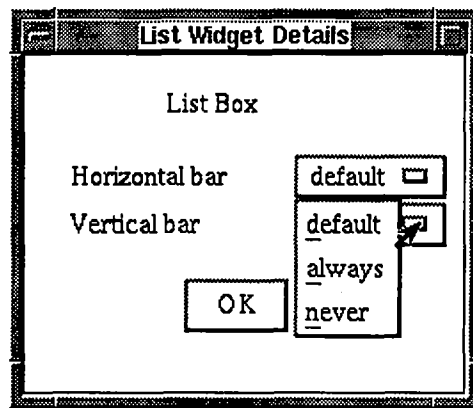 List Widget Details
List Box
Horizontal bar default
Vertical bar default
always
OK
never